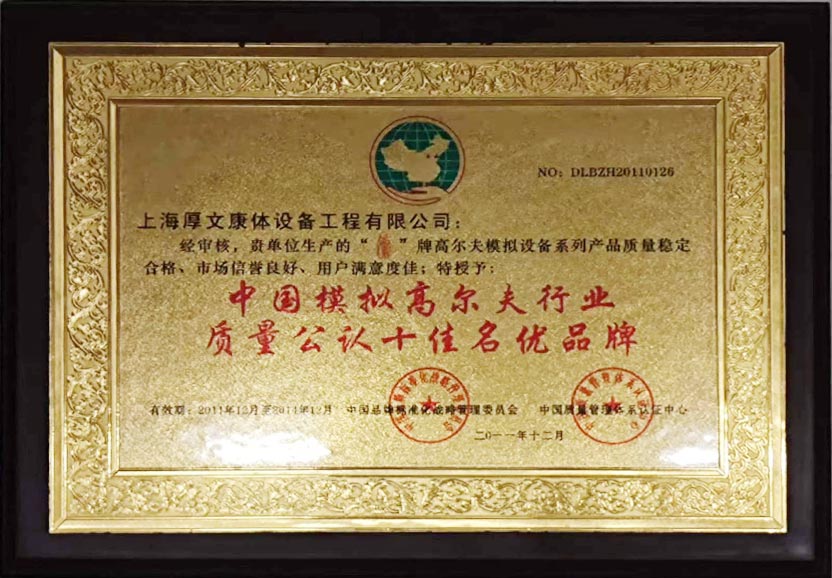 NO: DLBZH20110126
上海厚文康体设备工程有限公司：
经审核，贵单位生产的“ ”牌高尔夫模拟设备系列产品质量稳定
合格、市场信誉良好、用户满意度佳；特授予：
中国模拟高尔夫行业
质量公认十佳名优品牌
有效期：2011年12月至2014年12月 中国品牌标准化战略管理委员会 中国质量管理体系认证中心
二〇一一年十二月